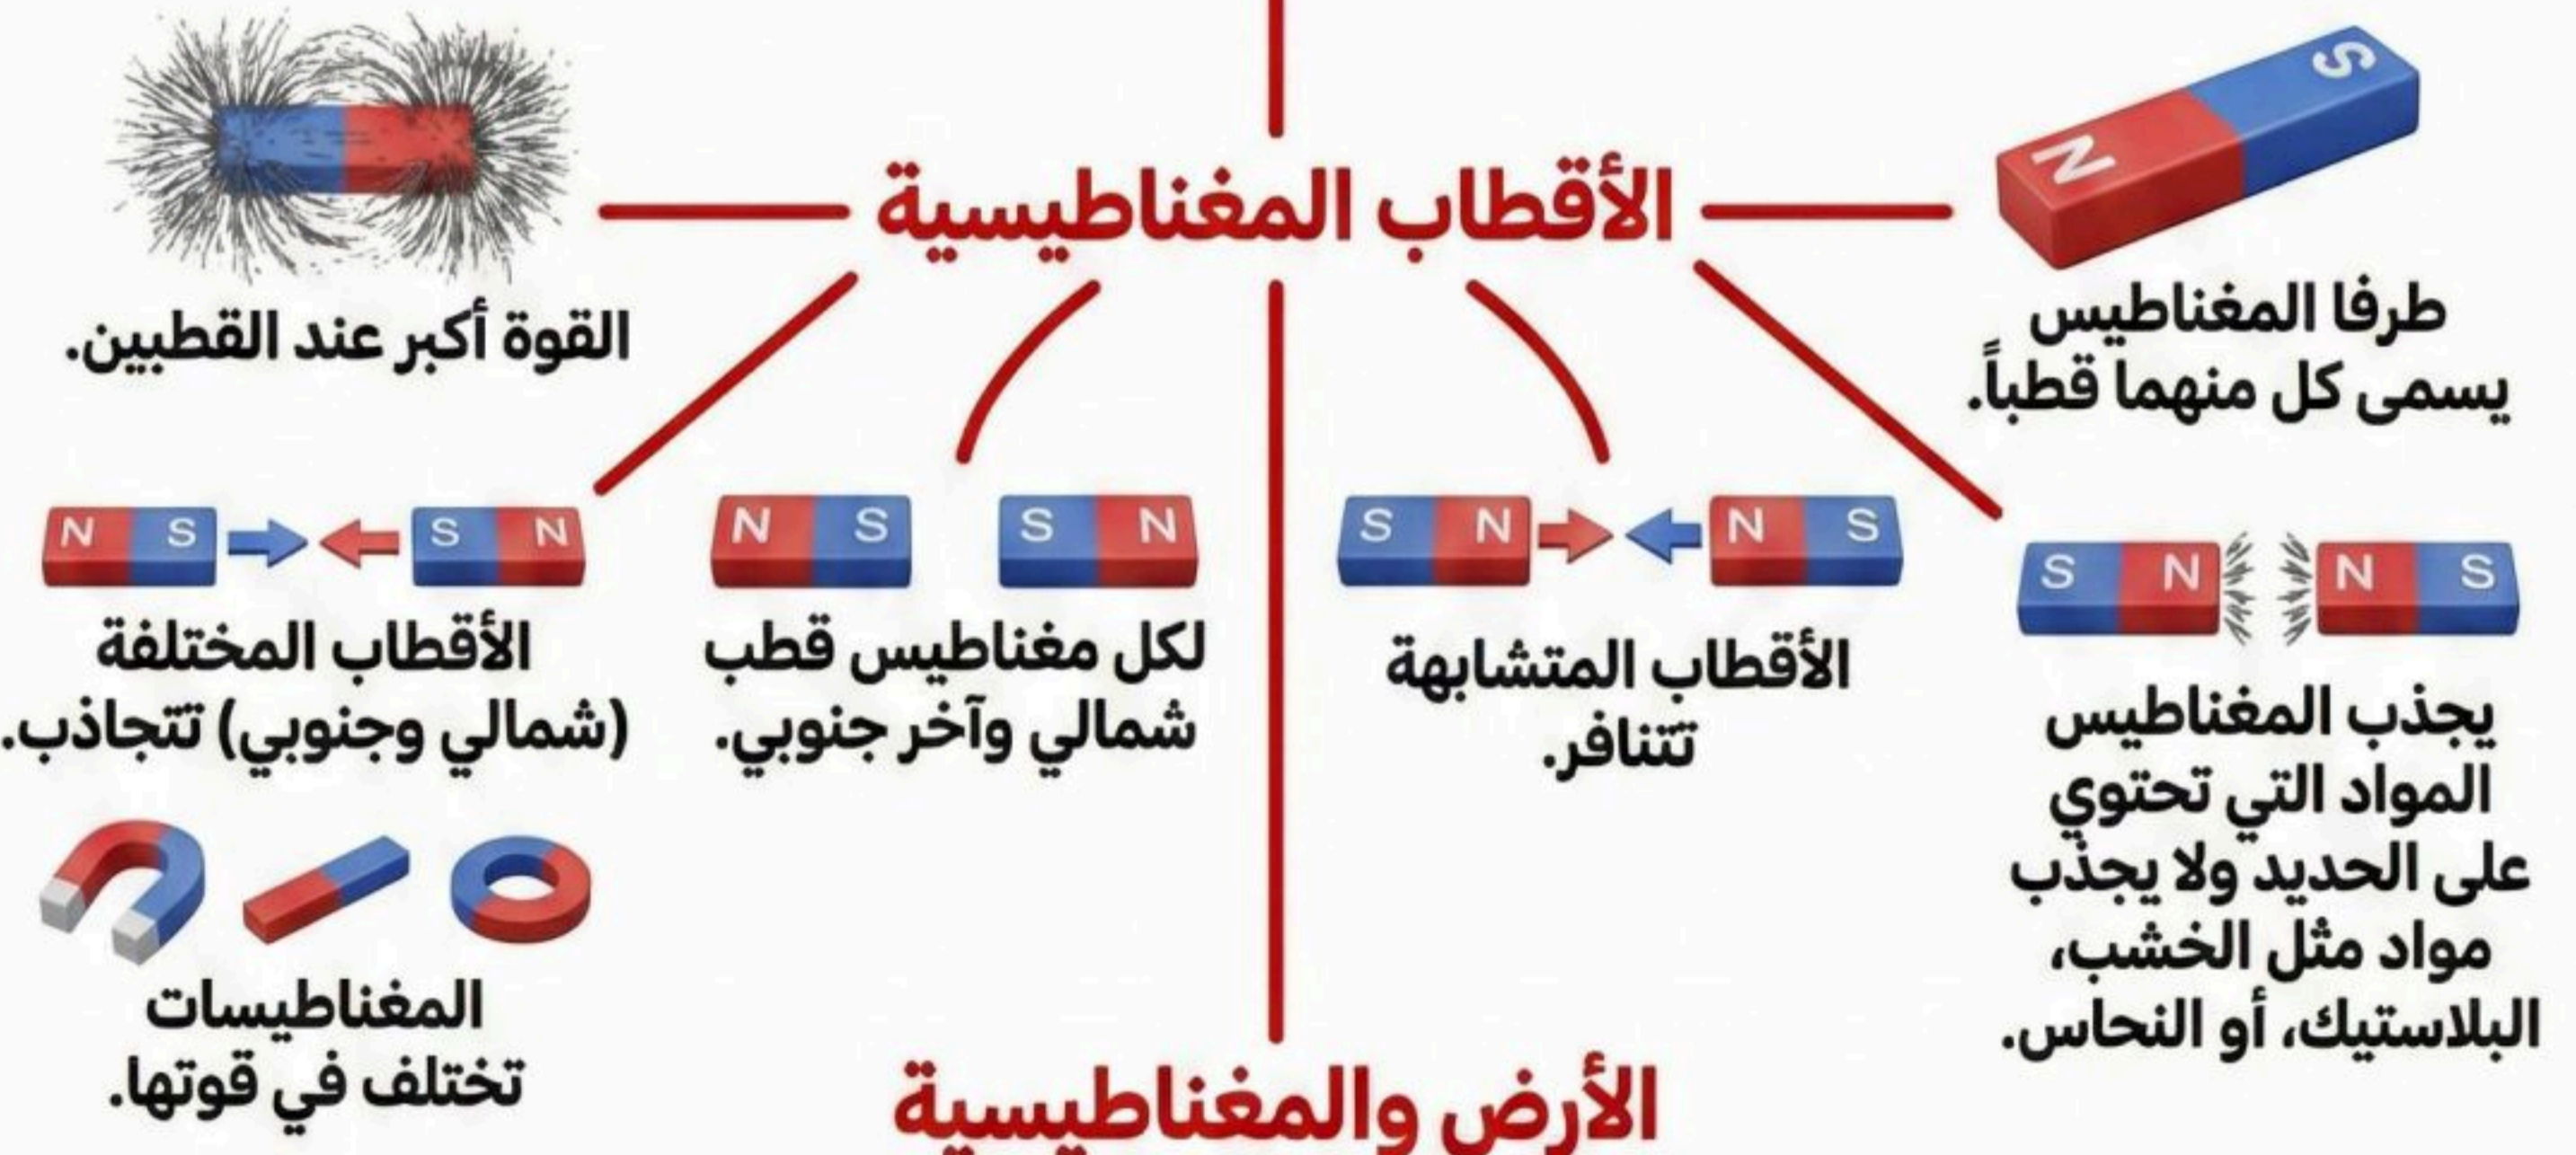 الأقطاب المغناطيسية
N
S
طرفا المغناطيس
يسمى كل منهما قطباً.
القوة أكبر عند القطبين.
S N N S
يجذب المغناطيس
المواد التي تحتوي
على الحديد ولا يجذب
مواد مثل الخشب،
البلاستيك، أو النحاس.
S N N S
الأقطاب المتشابهة
تتنافر.
N S S N
لكل مغناطيس قطب
شمالي وآخر جنوبي.
N S S N
الأقطاب المختلفة
(شمالي وجنوبي) تتجاذب.
المغناطيسات
تختلف في قوتها.
الأرض والمغناطيسية